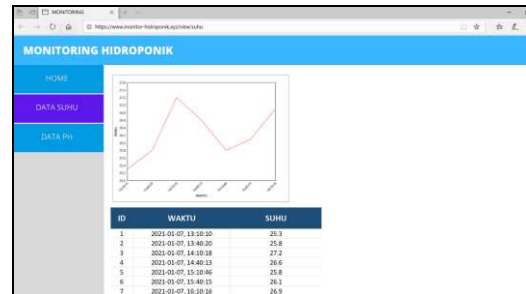 MONITORING
https://www.monitor-hidroponik.xyz/view/suhu
MONITORING HIDROPONIK
HOME
DATA SUHU
DATA PH
ID WAKTU SUHU
1 2021-01-07, 13:10:10 25.3
2 2021-01-07, 13:40:20 25.8
3 2021-01-07, 14:10:18 27.2
4 2021-01-07, 14:40:13 26.6
5 2021-01-07, 15:10:46 25.8
6 2021-01-07, 15:40:15 26.1
7 2021-01-07, 16:10:16 26.9